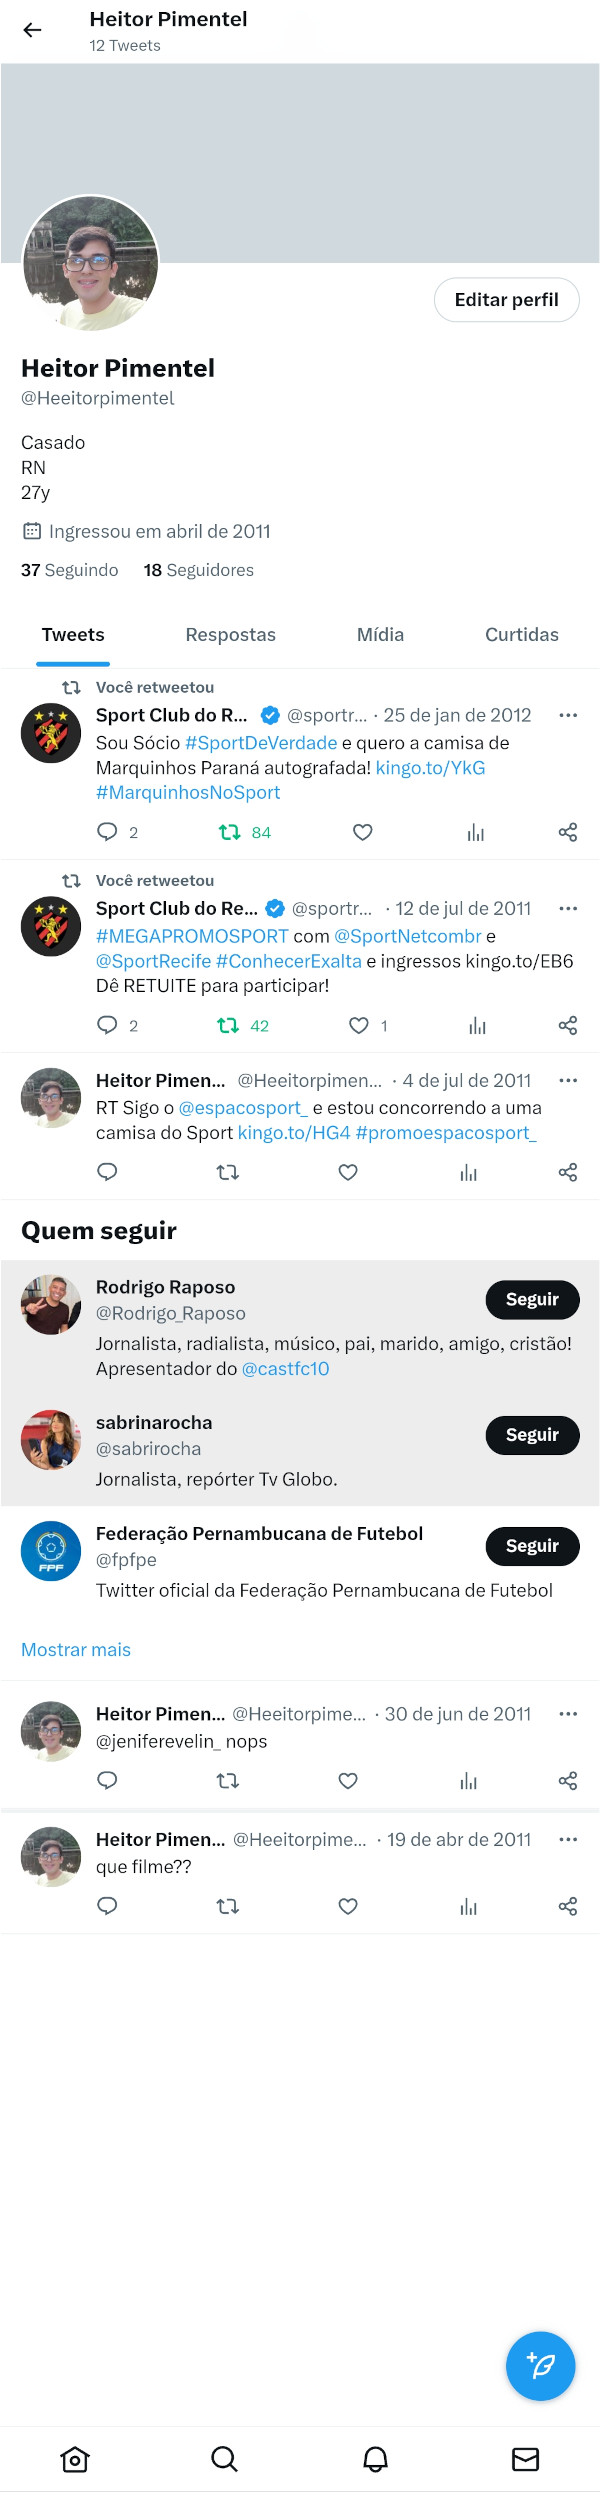 Heitor Pimentel
12 Tweets
Editar perfil
Heitor Pimentel
@Heeitorpimentel
Casado
RN
27y
Ingressou em abril de 2011
37 Seguindo 18 Seguidores
Tweets Respostas Mídia Curtidas
Você retweetou
Sport Club do R... @sportr... · 25 de jan de 2012
Sou Sócio #SportDeVerdade e quero a camisa de
Marquinhos Paraná autografada! kingo.to/YkG
#MarquinhosNoSport
2 84
Você retweetou
Sport Club do Re... @sportr... · 12 de jul de 2011
#MEGAPROMOSPORT com @SportNetcombr e
@SportRecife #ConhecerExalta e ingressos kingo.to/EB6
Dê RETUITE para participar!
2 42 1
Heitor Pimen... @Heeitorpimen... · 4 de jul de 2011
RT Sigo o @espacosport_ e estou concorrendo a uma
camisa do Sport kingo.to/HG4 #promoespacosport_
Quem seguir
Rodrigo Raposo
@Rodrigo_Raposo
Seguir
Jornalista, radialista, músico, pai, marido, amigo, cristão!
Apresentador do @castfc10
sabrinarocha
@sabrirocha
Seguir
Jornalista, repórter Tv Globo.
FPF
Federação Pernambucana de Futebol
@fpfpe
Seguir
Twitter oficial da Federação Pernambucana de Futebol
Mostrar mais
Heitor Pimen... @Heeitorpime... · 30 de jun de 2011
@jeniferevelin_ nops
Heitor Pimen... @Heeitorpime... · 19 de abr de 2011
que filme??